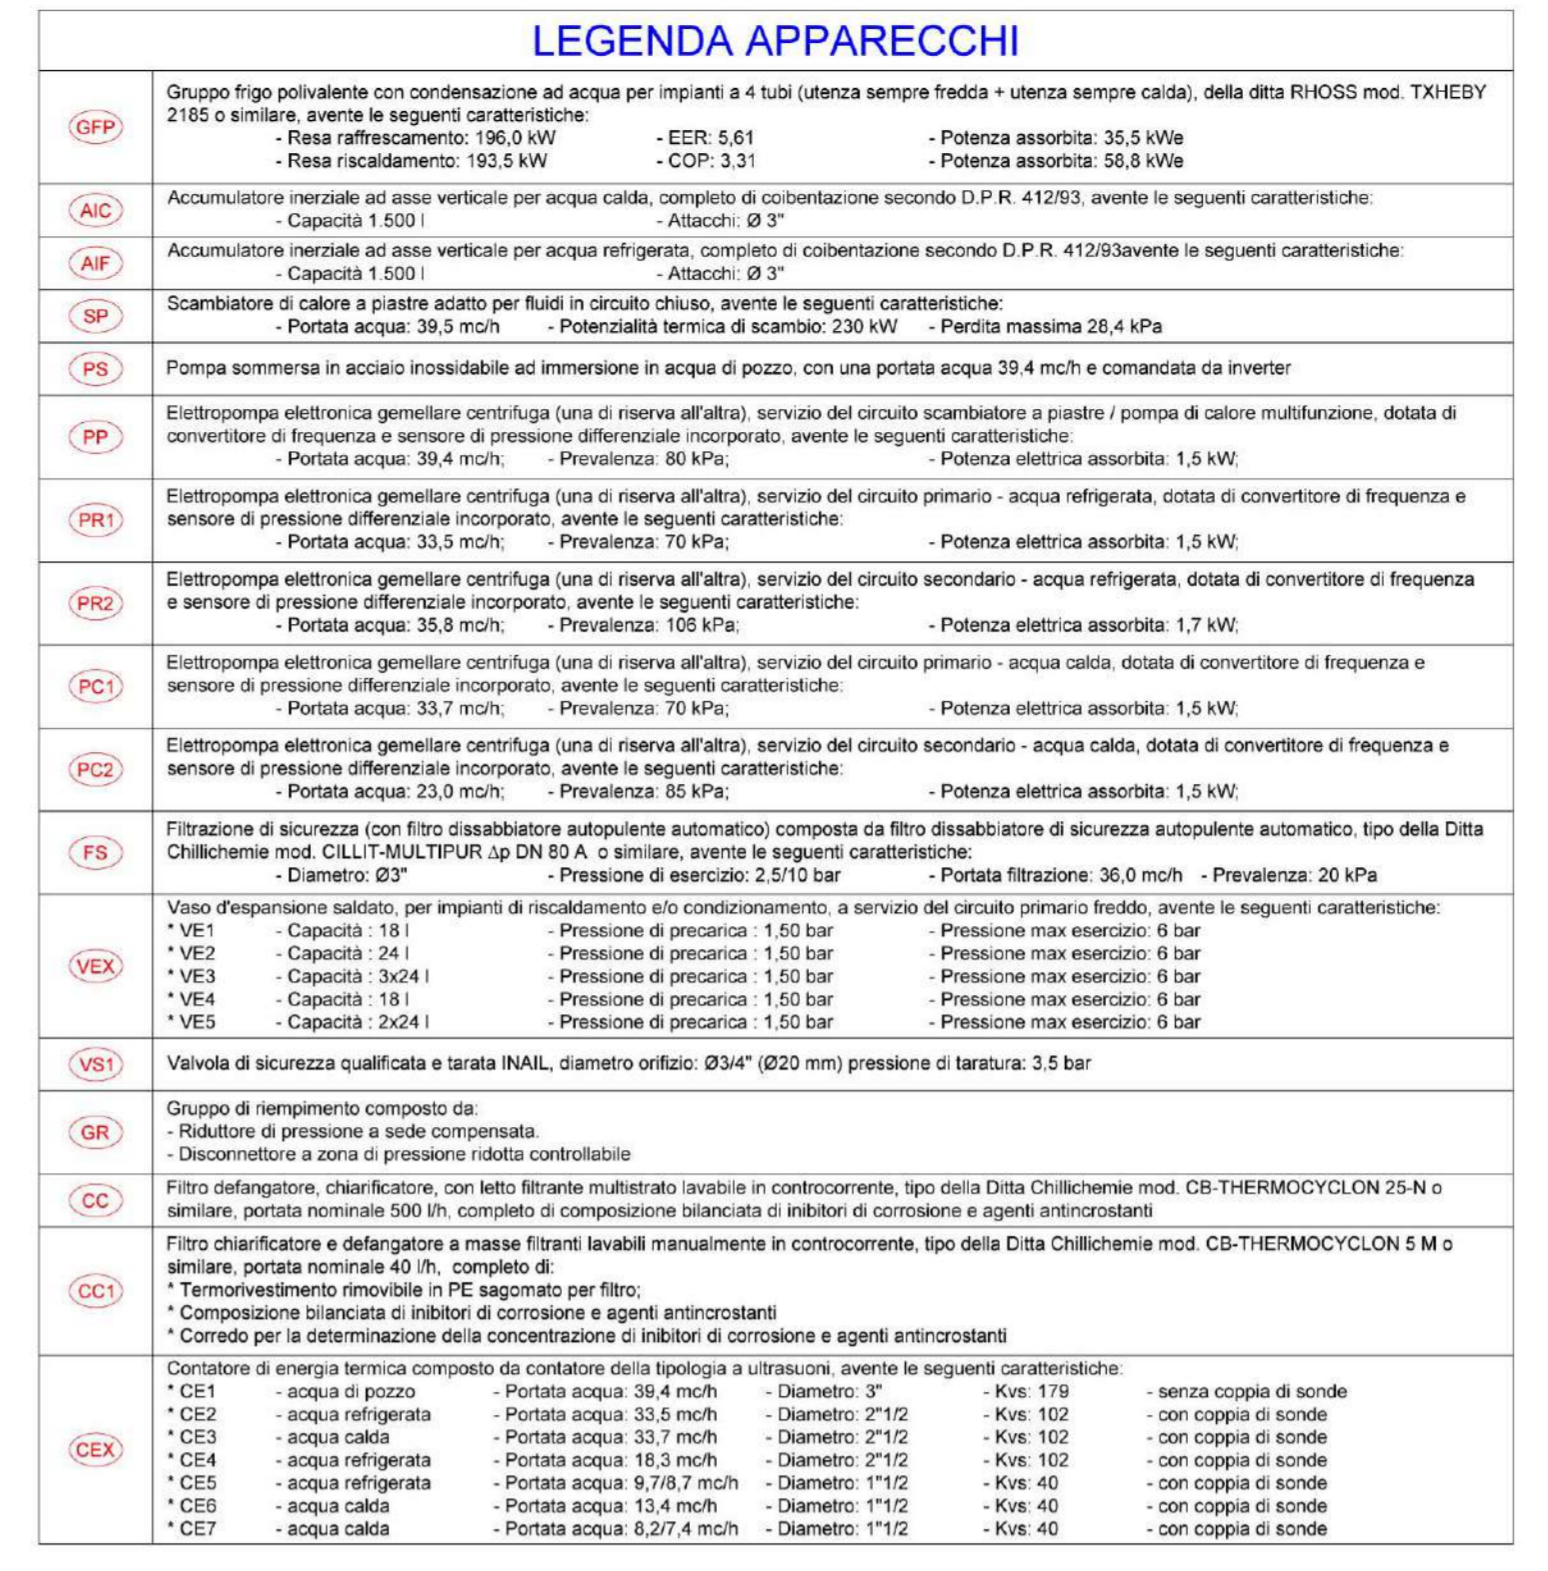 LEGENDA APPARECCHI
GFP
Gruppo frigo polivalente con condensazione ad acqua per impianti a 4 tubi (utenza sempre fredda + utenza sempre calda), della ditta RHOSS mod. TXHEBY
2185 o similare, avente le seguenti caratteristiche:
- Resa raffrescamento: 196,0 kW - EER: 5,61 - Potenza assorbita: 35,5 kWe
- Resa riscaldamento: 193,5 kW - COP: 3,31 - Potenza assorbita: 58,8 kWe
AIC
Accumulatore inerziale ad asse verticale per acqua calda, completo di coibentazione secondo D.P.R. 412/93, avente le seguenti caratteristiche:
- Capacità 1.500 l - Attacchi: Ø 3"
AIF
Accumulatore inerziale ad asse verticale per acqua refrigerata, completo di coibentazione secondo D.P.R. 412/93avente le seguenti caratteristiche:
- Capacità 1.500 l - Attacchi: Ø 3"
SP
Scambiatore di calore a piastre adatto per fluidi in circuito chiuso, avente le seguenti caratteristiche:
- Portata acqua: 39,5 mc/h - Potenzialità termica di scambio: 230 kW - Perdita massima 28,4 kPa
PS
Pompa sommersa in acciaio inossidabile ad immersione in acqua di pozzo, con una portata acqua 39,4 mc/h e comandata da inverter
PP
Elettropompa elettronica gemellare centrifuga (una di riserva all'altra), servizio del circuito scambiatore a piastre / pompa di calore multifunzione, dotata di
convertitore di frequenza e sensore di pressione differenziale incorporato, avente le seguenti caratteristiche:
- Portata acqua: 39,4 mc/h; - Prevalenza: 80 kPa; - Potenza elettrica assorbita: 1,5 kW;
PR1
Elettropompa elettronica gemellare centrifuga (una di riserva all'altra), servizio del circuito primario - acqua refrigerata, dotata di convertitore di frequenza e
sensore di pressione differenziale incorporato, avente le seguenti caratteristiche:
- Portata acqua: 33,5 mc/h; - Prevalenza: 70 kPa; - Potenza elettrica assorbita: 1,5 kW;
PR2
Elettropompa elettronica gemellare centrifuga (una di riserva all'altra), servizio del circuito secondario - acqua refrigerata, dotata di convertitore di frequenza
e sensore di pressione differenziale incorporato, avente le seguenti caratteristiche:
- Portata acqua: 35,8 mc/h; - Prevalenza: 106 kPa; - Potenza elettrica assorbita: 1,7 kW;
PC1
Elettropompa elettronica gemellare centrifuga (una di riserva all'altra), servizio del circuito primario - acqua calda, dotata di convertitore di frequenza e
sensore di pressione differenziale incorporato, avente le seguenti caratteristiche:
- Portata acqua: 33,7 mc/h; - Prevalenza: 70 kPa; - Potenza elettrica assorbita: 1,5 kW;
PC2
Elettropompa elettronica gemellare centrifuga (una di riserva all'altra), servizio del circuito secondario - acqua calda, dotata di convertitore di frequenza e
sensore di pressione differenziale incorporato, avente le seguenti caratteristiche:
- Portata acqua: 23,0 mc/h; - Prevalenza: 85 kPa; - Potenza elettrica assorbita: 1,5 kW;
FS
Filtrazione di sicurezza (con filtro dissabbiatore autopulente automatico) composta da filtro dissabbiatore di sicurezza autopulente automatico, tipo della Ditta
Chillichemie mod. CILLIT-MULTIPUR Δp DN 80 A o similare, avente le seguenti caratteristiche:
- Diametro: Ø3" - Pressione di esercizio: 2,5/10 bar - Portata filtrazione: 36,0 mc/h - Prevalenza: 20 kPa
VEX
Vaso d'espansione saldato, per impianti di riscaldamento e/o condizionamento, a servizio del circuito primario freddo, avente le seguenti caratteristiche:
* VE1 - Capacità : 18 l - Pressione di precarica : 1,50 bar - Pressione max esercizio: 6 bar
* VE2 - Capacità : 24 l - Pressione di precarica : 1,50 bar - Pressione max esercizio: 6 bar
* VE3 - Capacità : 3x24 l - Pressione di precarica : 1,50 bar - Pressione max esercizio: 6 bar
* VE4 - Capacità : 18 l - Pressione di precarica : 1,50 bar - Pressione max esercizio: 6 bar
* VE5 - Capacità : 2x24 l - Pressione di precarica : 1,50 bar - Pressione max esercizio: 6 bar
VS1
Valvola di sicurezza qualificata e tarata INAIL, diametro orifizio: Ø3/4" (Ø20 mm) pressione di taratura: 3,5 bar
GR
Gruppo di riempimento composto da:
- Riduttore di pressione a sede compensata.
- Disconnettore a zona di pressione ridotta controllabile
CC
Filtro defangatore, chiarificatore, con letto filtrante multistrato lavabile in controcorrente, tipo della Ditta Chillichemie mod. CB-THERMOCYCLON 25-N o
similare, portata nominale 500 l/h, completo di composizione bilanciata di inibitori di corrosione e agenti antincrostanti
CC1
Filtro chiarificatore e defangatore a masse filtranti lavabili manualmente in controcorrente, tipo della Ditta Chillichemie mod. CB-THERMOCYCLON 5 M o
similare, portata nominale 40 l/h, completo di:
* Termorivestimento rimovibile in PE sagomato per filtro;
* Composizione bilanciata di inibitori di corrosione e agenti antincrostanti
* Corredo per la determinazione della concentrazione di inibitori di corrosione e agenti antincrostanti
CEX
Contatore di energia termica composto da contatore della tipologia a ultrasuoni, avente le seguenti caratteristiche:
* CE1 - acqua di pozzo - Portata acqua: 39,4 mc/h - Diametro: 3" - Kvs: 179 - senza coppia di sonde
* CE2 - acqua refrigerata - Portata acqua: 33,5 mc/h - Diametro: 2"1/2 - Kvs: 102 - con coppia di sonde
* CE3 - acqua calda - Portata acqua: 33,7 mc/h - Diametro: 2"1/2 - Kvs: 102 - con coppia di sonde
* CE4 - acqua refrigerata - Portata acqua: 18,3 mc/h - Diametro: 2"1/2 - Kvs: 102 - con coppia di sonde
* CE5 - acqua refrigerata - Portata acqua: 9,7/8,7 mc/h - Diametro: 1"1/2 - Kvs: 40 - con coppia di sonde
* CE6 - acqua calda - Portata acqua: 13,4 mc/h - Diametro: 1"1/2 - Kvs: 40 - con coppia di sonde
* CE7 - acqua calda - Portata acqua: 8,2/7,4 mc/h - Diametro: 1"1/2 - Kvs: 40 - con coppia di sonde